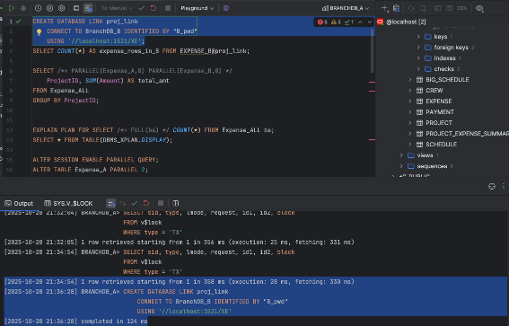 Tx: Manual
Playground
BRANCHDB_A
@localhost [2]
1 CREATE DATABASE LINK proj_link
CONNECT TO BranchDB_B IDENTIFIED BY "B_pwd"
3 USING '//localhost:1521/XE';
4 SELECT COUNT(*) AS expense_rows_in_B FROM EXPENSE_B@proj_link;
5
6 SELECT /*+ PARALLEL(Expense_A,8) PARALLEL(Expense_B,8) */
7 ProjectID, SUM(Amount) AS total_amt
8 FROM Expense_ALL
9 GROUP BY ProjectID;
EXPLAIN PLAN FOR SELECT /*+ FULL(ba) */ COUNT(*) FROM Expense_ALL ba;
SELECT * FROM TABLE(DBMS_XPLAN.DISPLAY);
ALTER SESSION ENABLE PARALLEL QUERY;
ALTER TABLE Expense_A PARALLEL 2;
keys
foreign keys
indexes
checks
BIG_SCHEDULE
CREW
EXPENSE
PAYMENT
PROJECT
PROJECT_EXPENSE_SUMMAR
SCHEDULE
views
sequences
Output
SYS.V_$LOCK
[2025-10-28 21:32:04] BRANCHDB_A> SELECT sid, type, lmode, request, id1, id2, block
FROM v$lock
WHERE type = 'TX'
[2025-10-28 21:32:05] 1 row retrieved starting from 1 in 356 ms (execution: 25 ms, fetching: 331 ms)
[2025-10-28 21:34:54] BRANCHDB_A> SELECT sid, type, lmode, request, id1, id2, block
FROM v$lock
WHERE type = 'TX'
[2025-10-28 21:34:54] 1 row retrieved starting from 1 in 358 ms (execution: 28 ms, fetching: 330 ms)
[2025-10-28 21:36:28] BRANCHDB_A> CREATE DATABASE LINK proj_link
CONNECT TO BranchDB_B IDENTIFIED BY "B_pwd"
USING '//localhost:1521/XE'
[2025-10-28 21:36:28] completed in 124 ms